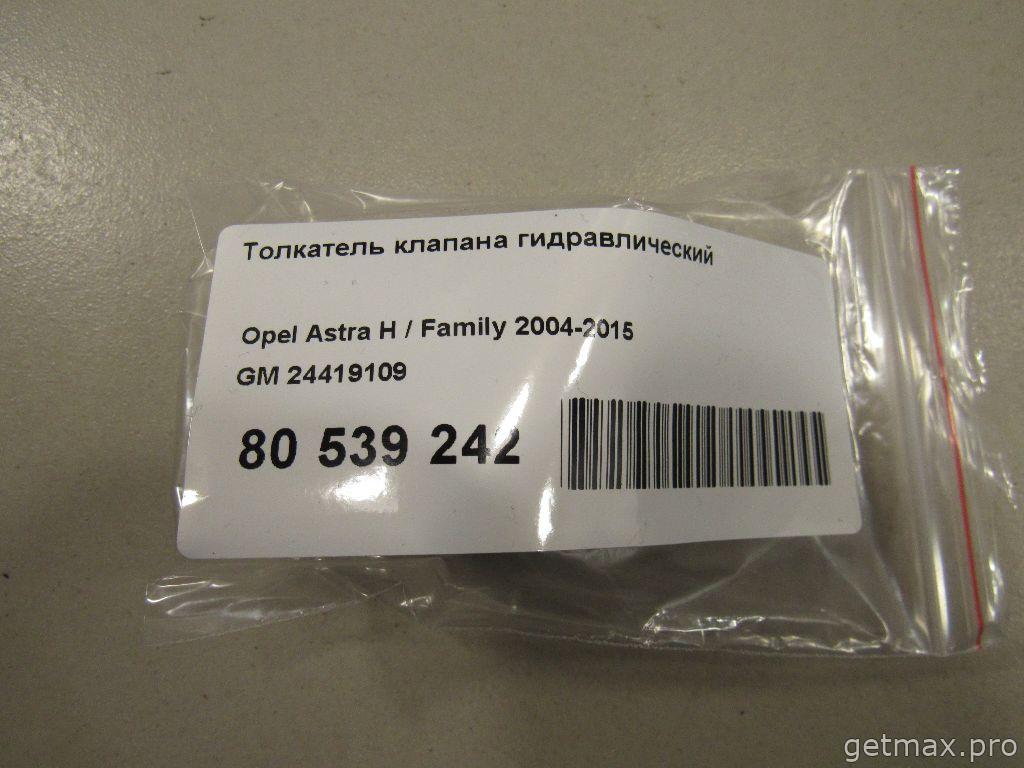 Толкатель клапана гидравлический
Opel Astra H / Family 2004-2015
GM 24419109
80 539 242
getmax.pro